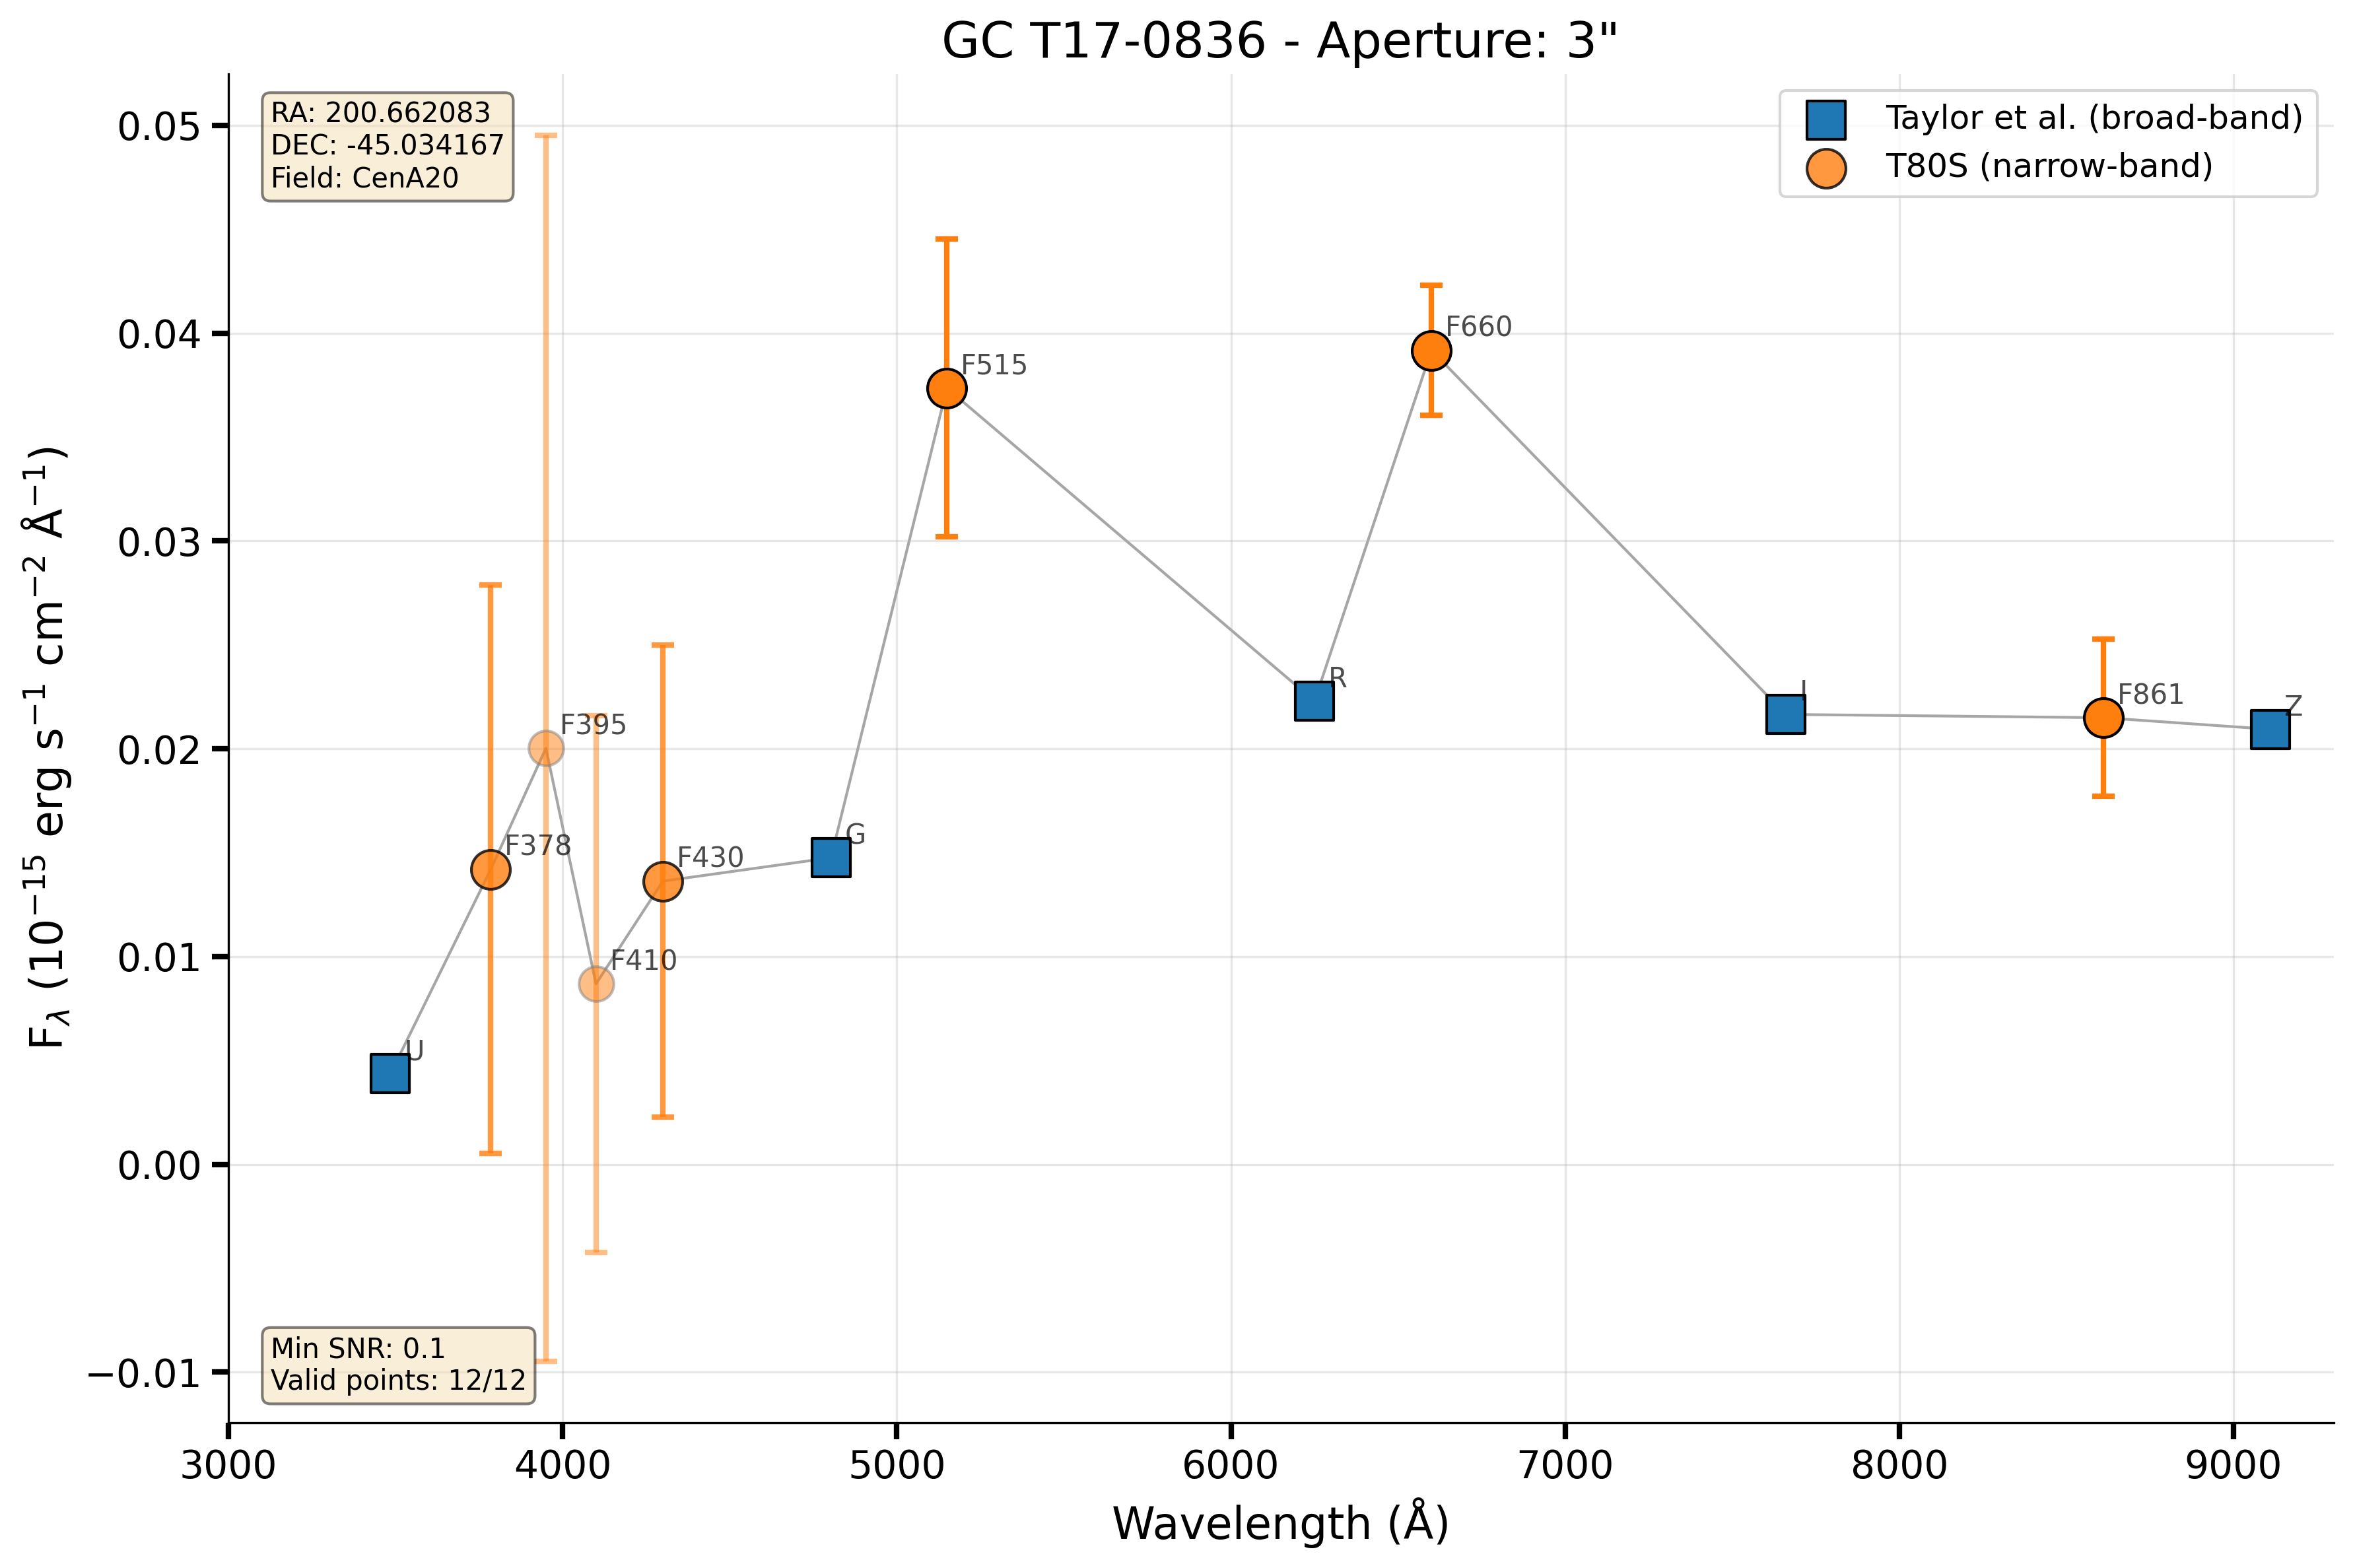 GC T17-0836 - Aperture: 3"
RA: 200.662083
DEC: -45.034167
Field: CenA20
Taylor et al. (broad-band)
T80S (narrow-band)
0.05
0.04
0.03
0.02
0.01
0.00
−0.01
F$_λ$ (10$^{−15}$ erg s$^{−1}$ cm$^{−2}$ Å$^{−1}$)
U
F378
F395
F410
F430
G
F515
R
F660
I
F861
Z
Min SNR: 0.1
Valid points: 12/12
3000 4000 5000 6000 7000 8000 9000
Wavelength (Å)